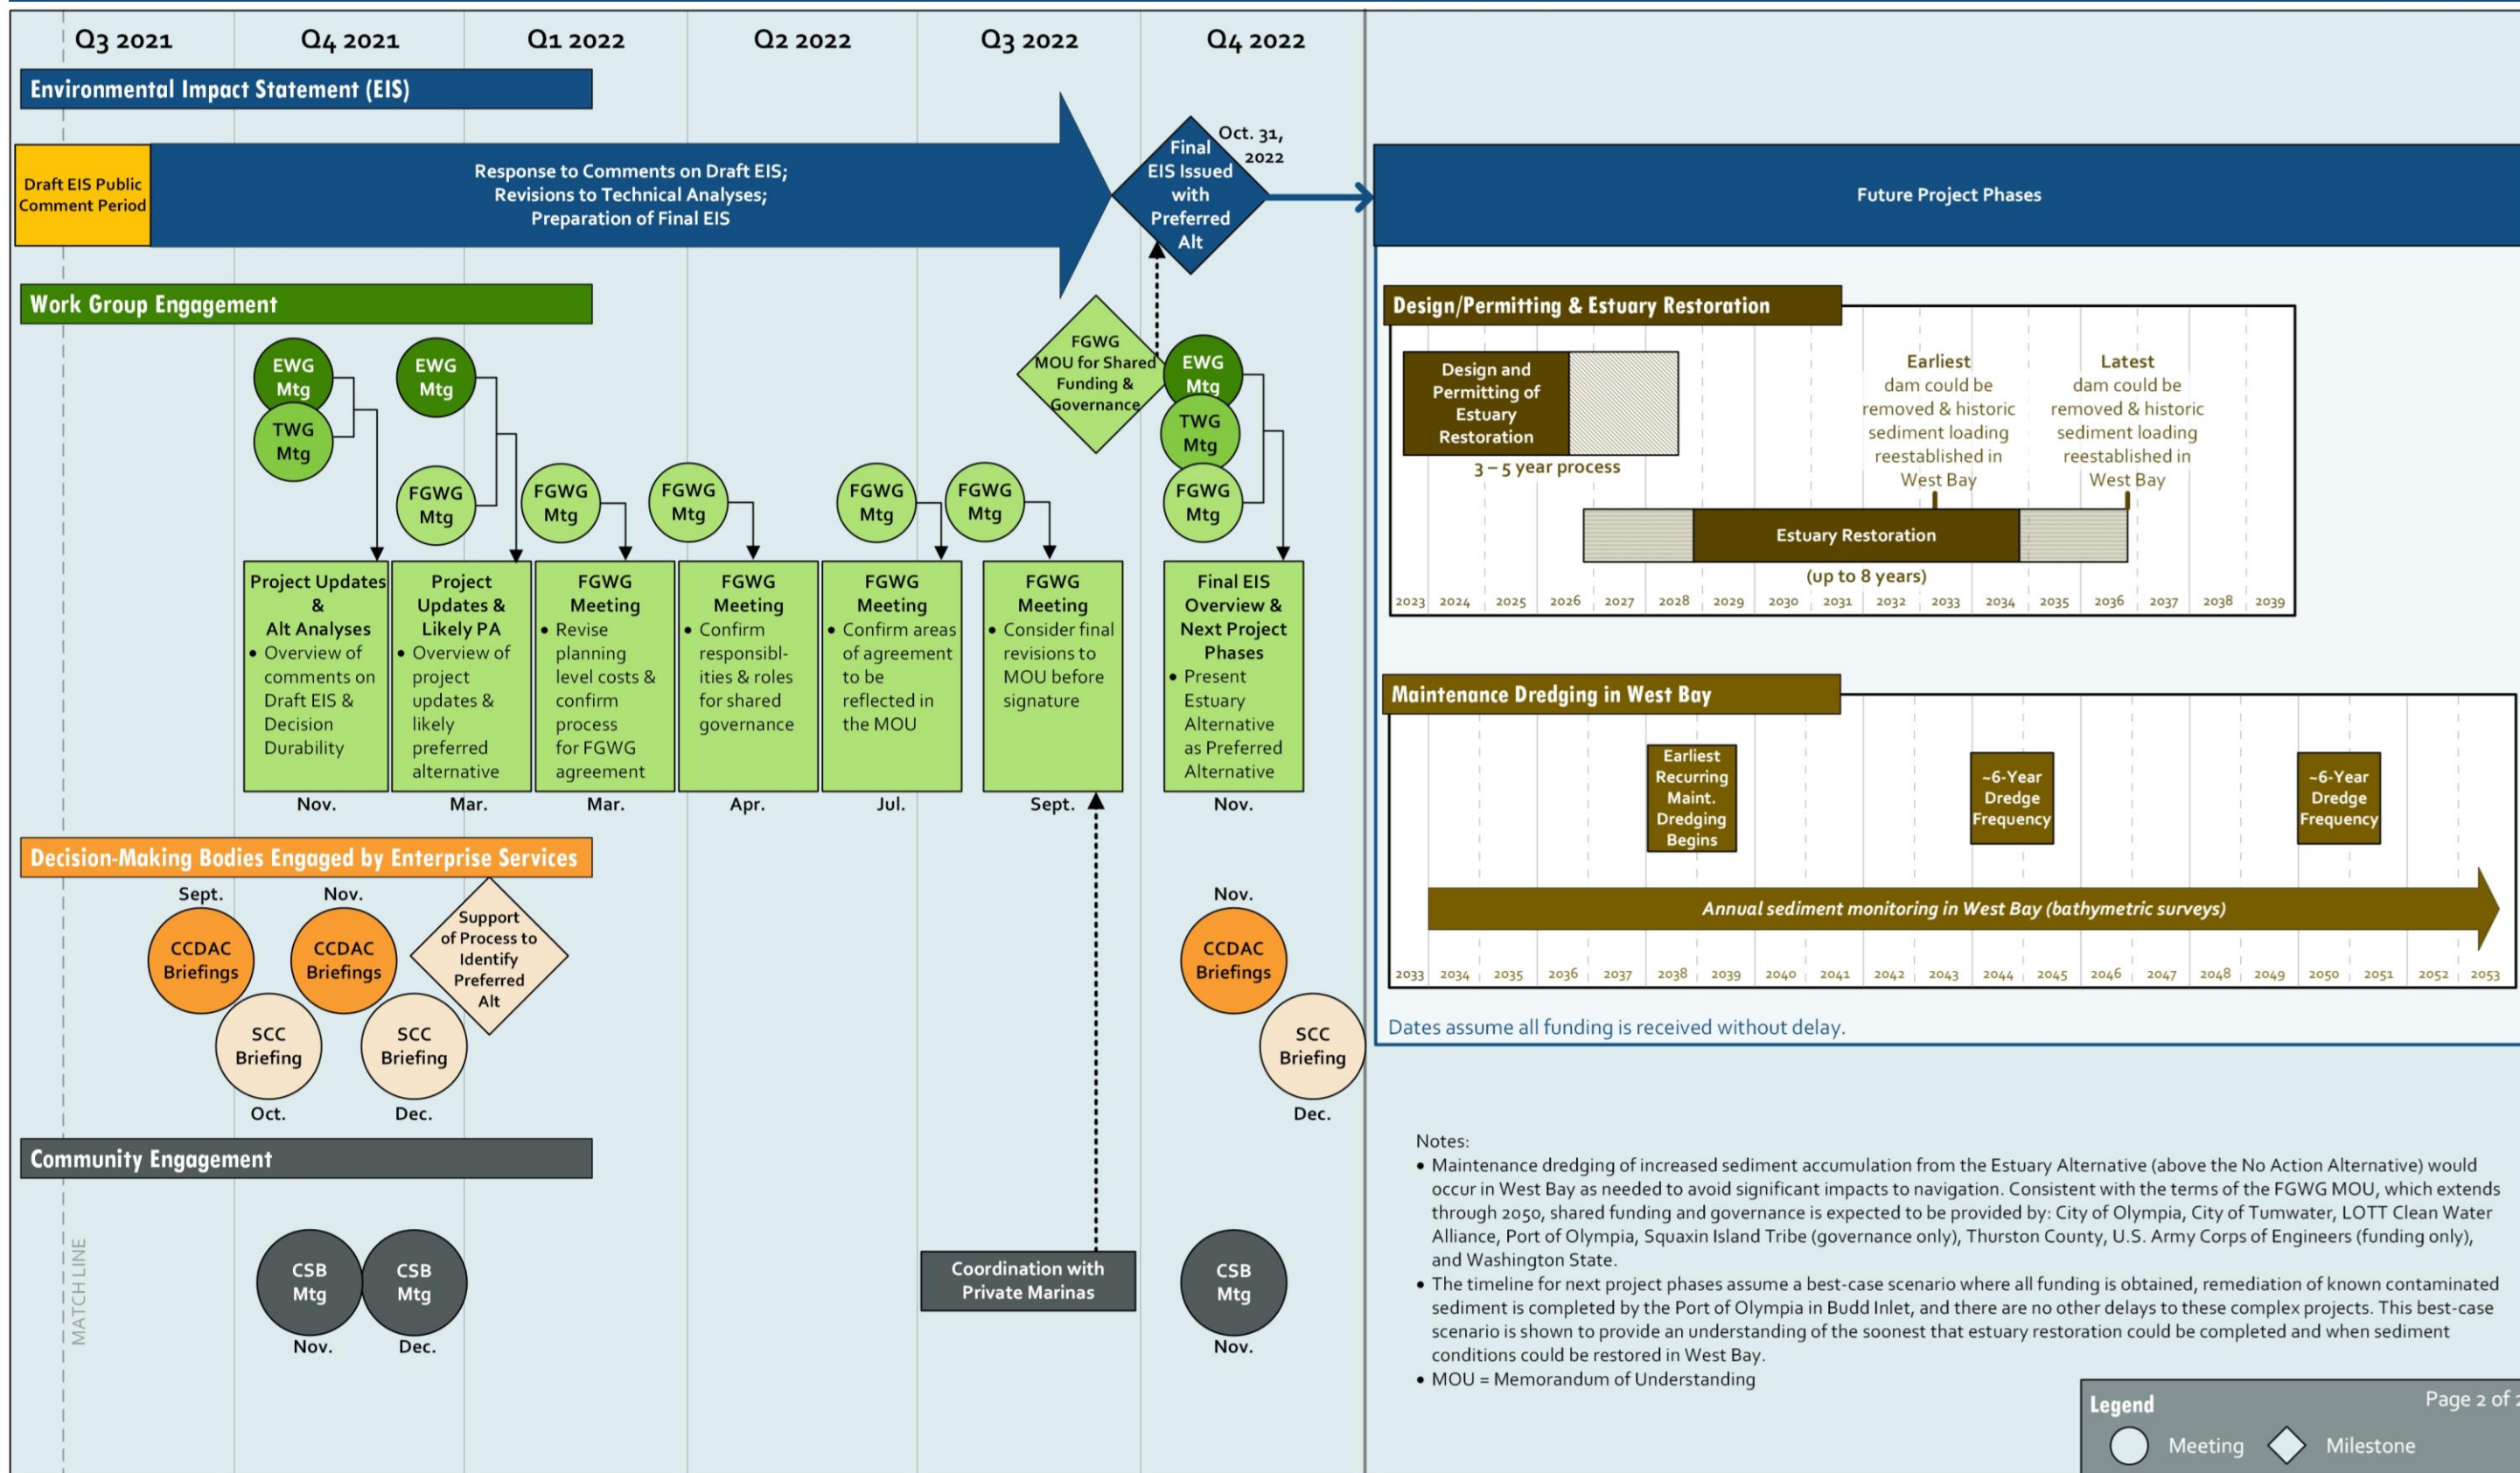 Q3 2021
Q4 2021
Q1 2022
Q2 2022
Q3 2022
Q4 2022
Environmental Impact Statement (EIS)
Draft EIS Public
Comment Period
Response to Comments on Draft EIS;
Revisions to Technical Analyses;
Preparation of Final EIS
Final
EIS Issued
with
Preferred
Alt
Oct. 31,
2022
Future Project Phases
Work Group Engagement
EWG
Mtg
TWG
Mtg
EWG
Mtg
FGWG
Mtg
FGWG
Mtg
FGWG
Mtg
FGWG
Mtg
FGWG
Mtg
FGWG
MOU for Shared
Funding &
Governance
EWG
Mtg
TWG
Mtg
FGWG
Mtg
Project Updates
&
Alt Analyses
• Overview of
comments on
Draft EIS &
Decision
Durability
Nov.
Project
Updates &
Likely PA
• Overview of
project
updates &
likely
preferred
alternative
Mar.
FGWG
Meeting
• Revise
planning
level costs &
confirm
process
for FGWG
agreement
Mar.
FGWG
Meeting
• Confirm
responsibl-
ities & roles
for shared
governance
Apr.
FGWG
Meeting
• Confirm areas
of agreement
to be
reflected in
the MOU
Jul.
FGWG
Meeting
• Consider final
revisions to
MOU before
signature
Sept.
Final EIS
Overview &
Next Project
Phases
• Present
Estuary
Alternative
as Preferred
Alternative
Nov.
Decision-Making Bodies Engaged by Enterprise Services
Sept.
CCDAC
Briefings
SCC
Briefing
Oct.
Nov.
CCDAC
Briefings
SCC
Briefing
Dec.
Support
of Process to
Identify
Preferred
Alt
Nov.
CCDAC
Briefings
SCC
Briefing
Dec.
Community Engagement
MATCH LINE
CSB
Mtg
Nov.
CSB
Mtg
Dec.
Coordination with
Private Marinas
CSB
Mtg
Nov.
Design/Permitting & Estuary Restoration
Design and
Permitting of
Estuary
Restoration
3 – 5 year process
Earliest
dam could be
removed & historic
sediment loading
reestablished in
West Bay
Latest
dam could be
removed & historic
sediment loading
reestablished in
West Bay
Estuary Restoration
(up to 8 years)
2023 2024 2025 2026 2027 2028 2029 2030 2031 2032 2033 2034 2035 2036 2037 2038 2039
Maintenance Dredging in West Bay
Earliest
Recurring
Maint.
Dredging
Begins
~6-Year
Dredge
Frequency
~6-Year
Dredge
Frequency
Annual sediment monitoring in West Bay (bathymetric surveys)
2033 2034 2035 2036 2037 2038 2039 2040 2041 2042 2043 2044 2045 2046 2047 2048 2049 2050 2051 2052 2053
Dates assume all funding is received without delay.
Notes:
• Maintenance dredging of increased sediment accumulation from the Estuary Alternative (above the No Action Alternative) would
occur in West Bay as needed to avoid significant impacts to navigation. Consistent with the terms of the FGWG MOU, which extends
through 2050, shared funding and governance is expected to be provided by: City of Olympia, City of Tumwater, LOTT Clean Water
Alliance, Port of Olympia, Squaxin Island Tribe (governance only), Thurston County, U.S. Army Corps of Engineers (funding only),
and Washington State.
• The timeline for next project phases assume a best-case scenario where all funding is obtained, remediation of known contaminated
sediment is completed by the Port of Olympia in Budd Inlet, and there are no other delays to these complex projects. This best-case
scenario is shown to provide an understanding of the soonest that estuary restoration could be completed and when sediment
conditions could be restored in West Bay.
• MOU = Memorandum of Understanding
Legend
Page 2 of 2
Meeting
Milestone